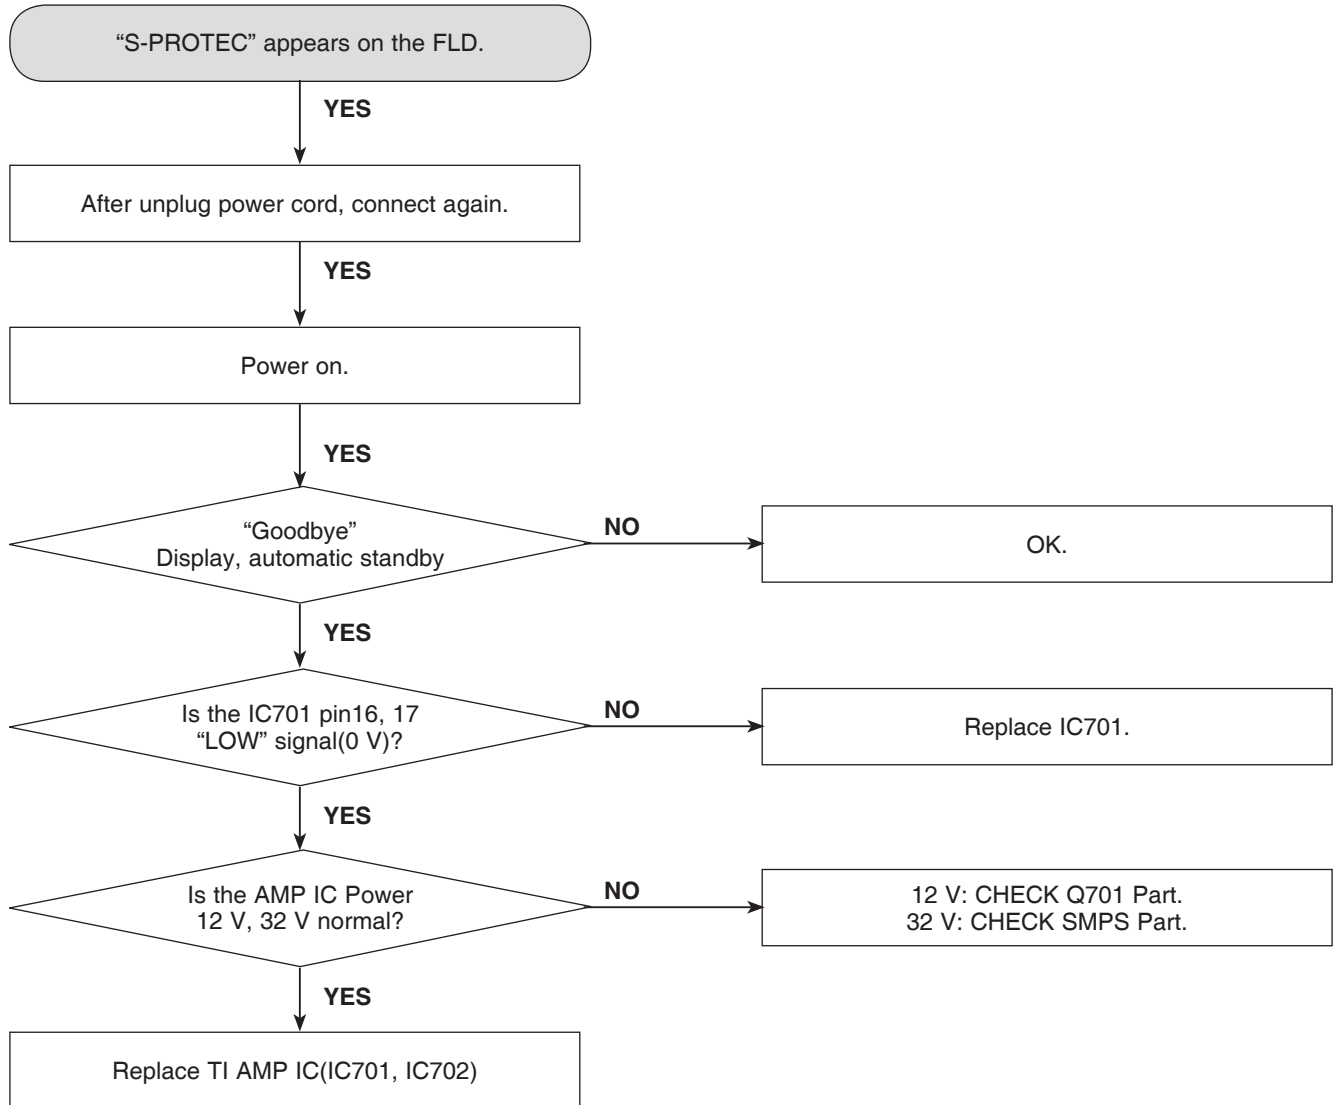 “S-PROTEC” appears on the FLD.
YES
After unplug power cord, connect again.
YES
Power on.
YES
“Goodbye”
Display, automatic standby
NO
OK.
YES
Is the IC701 pin16, 17
“LOW” signal(0 V)?
NO
Replace IC701.
YES
Is the AMP IC Power
12 V, 32 V normal?
NO
12 V: CHECK Q701 Part.
32 V: CHECK SMPS Part.
YES
Replace TI AMP IC(IC701, IC702)